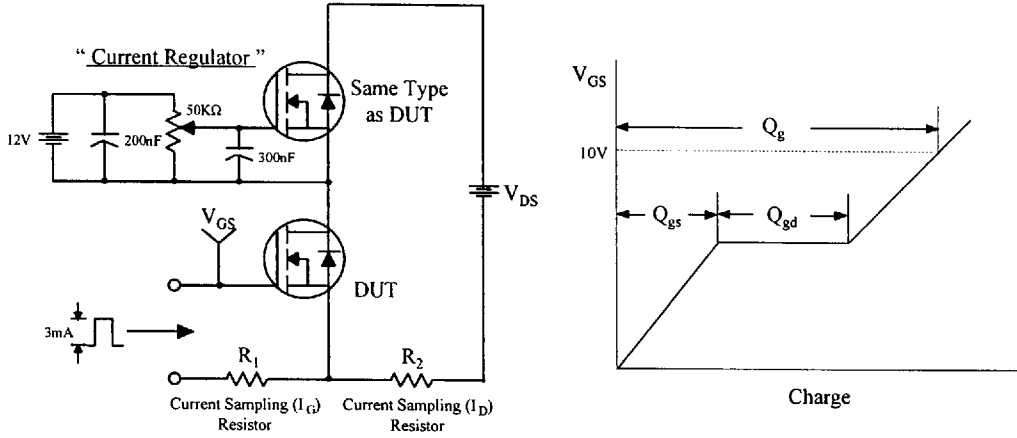 “ Current Regulator ”
50KΩ
12V
200nF
300nF
Same Type
as DUT
V_DS
V_GS
DUT
3mA
R_1
R_2
Current Sampling (I_G)
Resistor
Current Sampling (I_D)
Resistor
V_GS
Q_g
10V
Q_gs
Q_gd
Charge